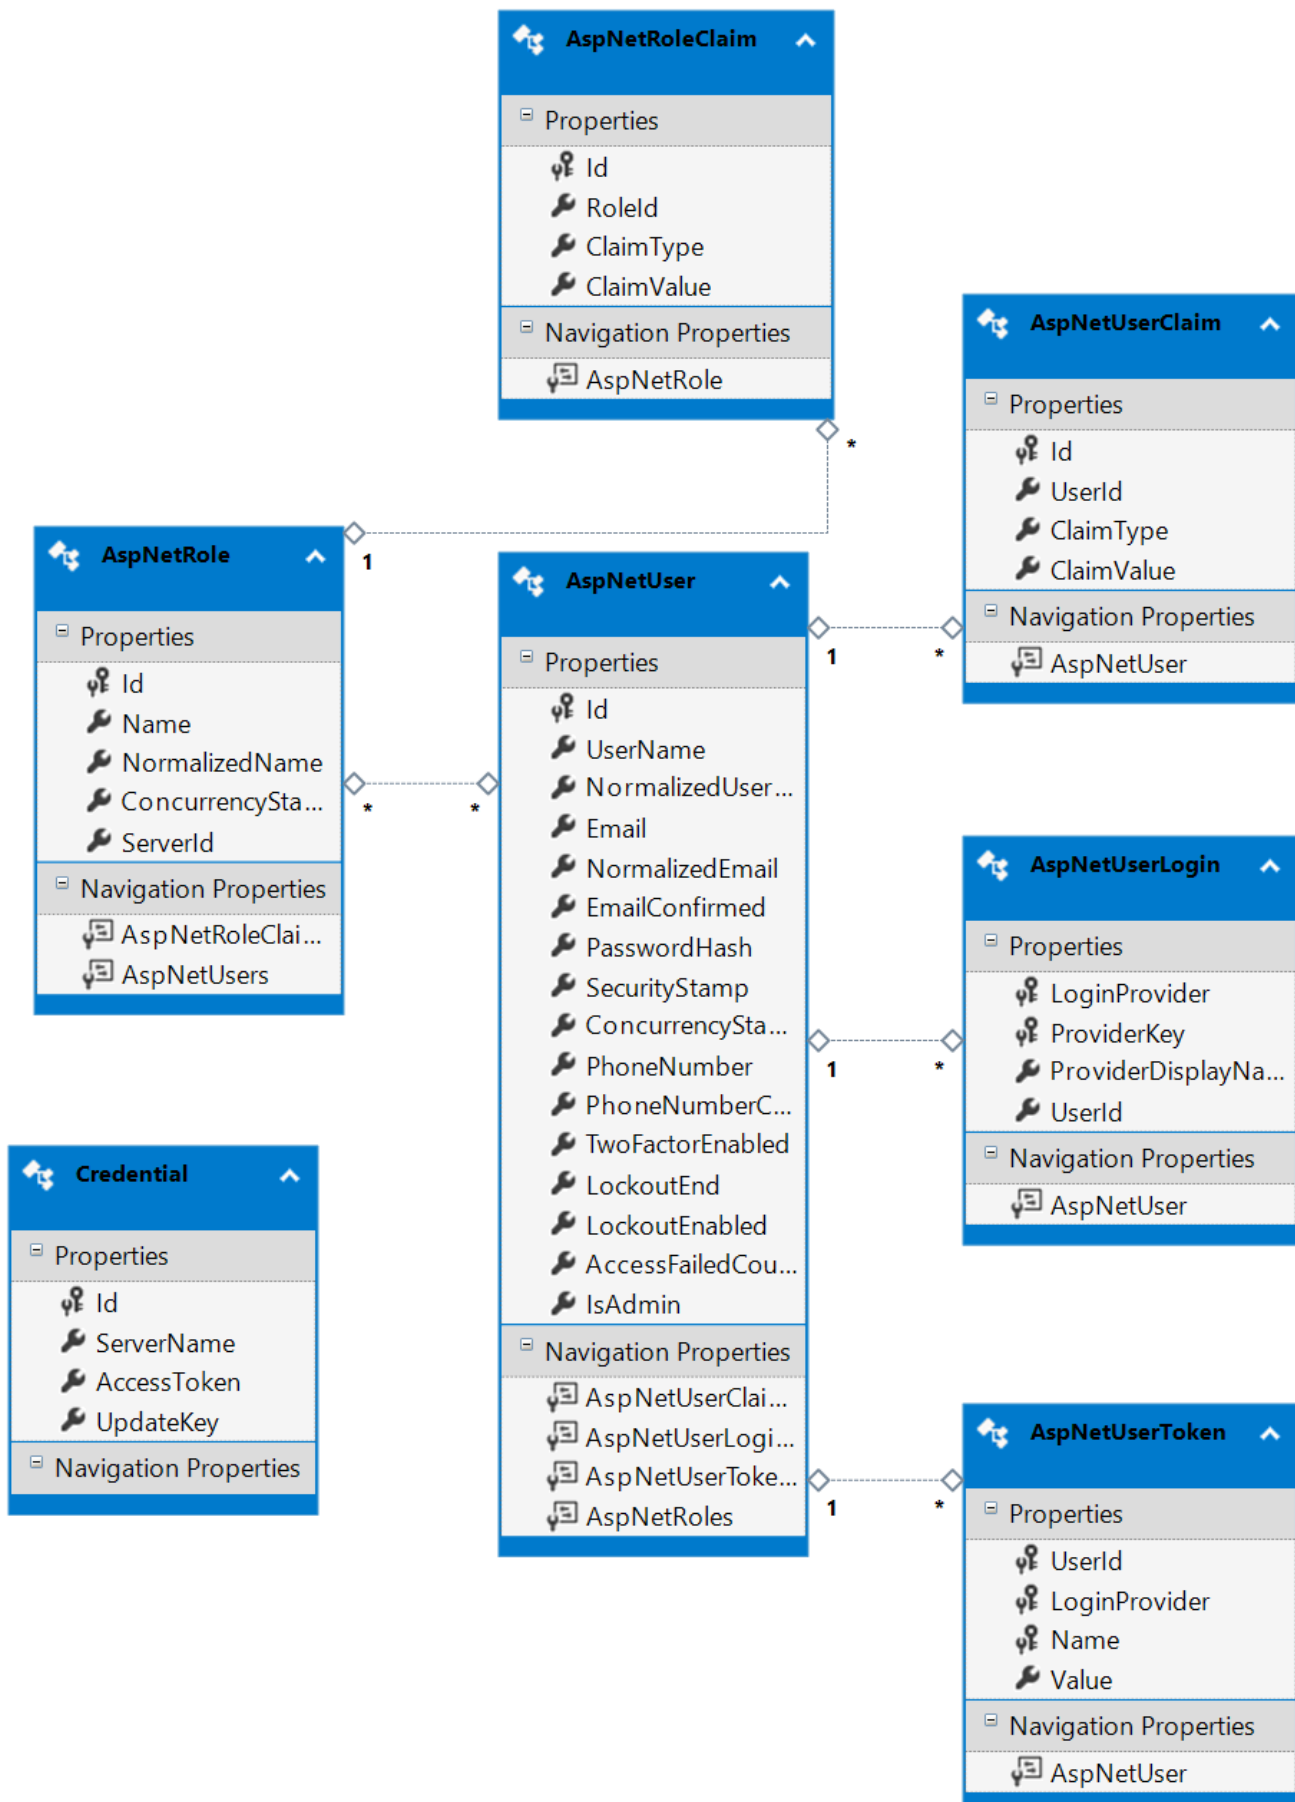 AspNetRoleClaim
Properties
Id
RoleId
ClaimType
ClaimValue
Navigation Properties
AspNetRole
*
1
AspNetRole
Properties
Id
Name
NormalizedName
ConcurrencySta...
ServerId
Navigation Properties
AspNetRoleClai...
AspNetUsers
*
*
AspNetUser
Properties
Id
UserName
NormalizedUser...
Email
NormalizedEmail
EmailConfirmed
PasswordHash
SecurityStamp
ConcurrencySta...
PhoneNumber
PhoneNumberC...
TwoFactorEnabled
LockoutEnd
LockoutEnabled
AccessFailedCou...
IsAdmin
Navigation Properties
AspNetUserClai...
AspNetUserLogi...
AspNetUserToke...
AspNetRoles
1
*
AspNetUserClaim
Properties
Id
UserId
ClaimType
ClaimValue
Navigation Properties
AspNetUser
1
*
AspNetUserLogin
Properties
LoginProvider
ProviderKey
ProviderDisplayNa...
UserId
Navigation Properties
AspNetUser
1
*
AspNetUserToken
Properties
UserId
LoginProvider
Name
Value
Navigation Properties
AspNetUser
Credential
Properties
Id
ServerName
AccessToken
UpdateKey
Navigation Properties